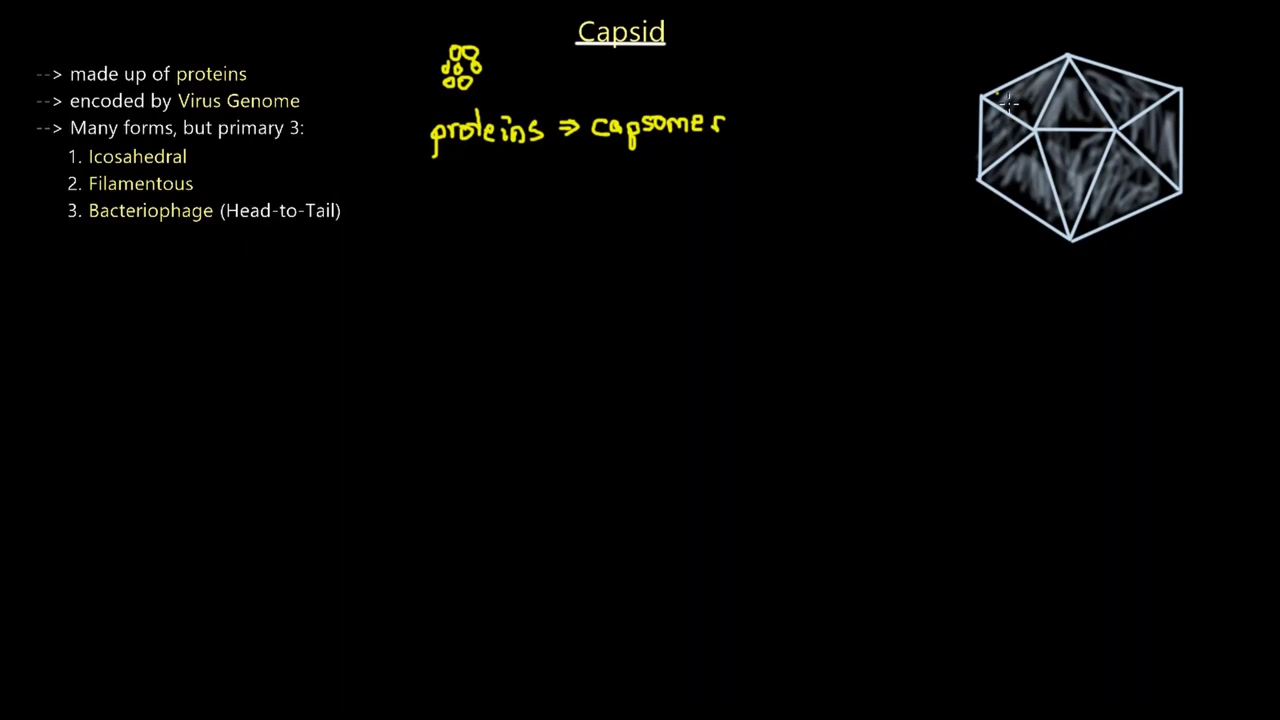 Capsid
--> made up of proteins
--> encoded by Virus Genome
--> Many forms, but primary 3:
1. Icosahedral
2. Filamentous
3. Bacteriophage (Head-to-Tail)
proteins ⇒ capsomer